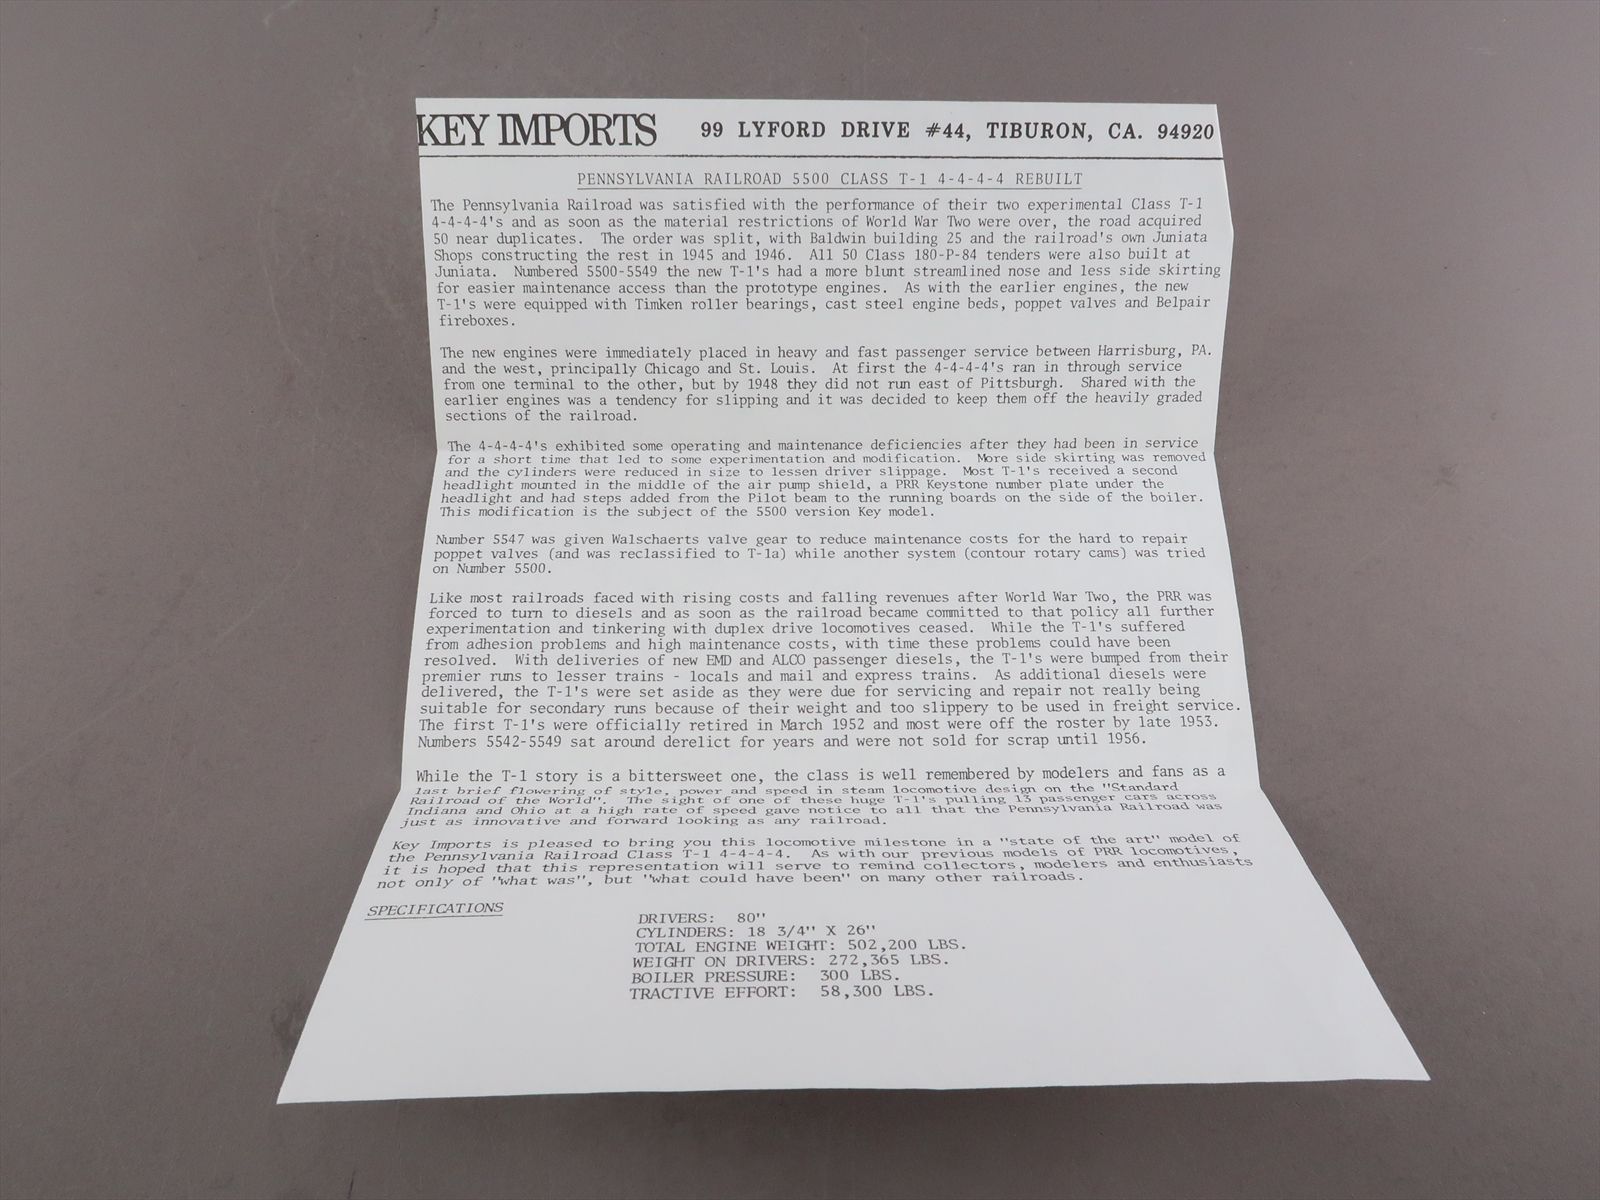 KEY IMPORTS 99 LYFORD DRIVE #44, TIBURON, CA. 94920
PENNSYLVANIA RAILROAD 5500 CLASS T-1 4-4-4-4 REBUILT
The Pennsylvania Railroad was satisfied with the performance of their two experimental Class T-1
4-4-4-4's and as soon as the material restrictions of World War Two were over, the road acquired
50 near duplicates. The order was split, with Baldwin building 25 and the railroad's own Juniata
Shops constructing the rest in 1945 and 1946. All 50 Class 180-P-84 tenders were also built at
Juniata. Numbered 5500-5549 the new T-1's had a more blunt streamlined nose and less side skirting
for easier maintenance access than the prototype engines. As with the earlier engines, the new
T-1's were equipped with Timken roller bearings, cast steel engine beds, poppet valves and Belpair
fireboxes.
The new engines were immediately placed in heavy and fast passenger service between Harrisburg, PA.
and the west, principally Chicago and St. Louis. At first the 4-4-4-4's ran in through service
from one terminal to the other, but by 1948 they did not run east of Pittsburgh. Shared with the
earlier engines was a tendency for slipping and it was decided to keep them off the heavily graded
sections of the railroad.
The 4-4-4-4's exhibited some operating and maintenance deficiencies after they had been in service
for a short time that led to some experimentation and modification. More side skirting was removed
and the cylinders were reduced in size to lessen driver slippage. Most T-1's received a second
headlight mounted in the middle of the air pump shield, a PRR Keystone number plate under the
headlight and had steps added from the Pilot beam to the running boards on the side of the boiler.
This modification is the subject of the 5500 version Key model.
Number 5547 was given Walschaerts valve gear to reduce maintenance costs for the hard to repair
poppet valves (and was reclassified to T-1a) while another system (contour rotary cams) was tried
on Number 5500.
Like most railroads faced with rising costs and falling revenues after World War Two, the PRR was
forced to turn to diesels and as soon as the railroad became committed to that policy all further
experimentation and tinkering with duplex drive locomotives ceased. While the T-1's suffered
from adhesion problems and high maintenance costs, with time these problems could have been
resolved. With deliveries of new EMD and ALCO passenger diesels, the T-1's were bumped from their
premier runs to lesser trains - locals and mail and express trains. As additional diesels were
delivered, the T-1's were set aside as they were due for servicing and repair not really being
suitable for secondary runs because of their weight and too slippery to be used in freight service.
The first T-1's were officially retired in March 1952 and most were off the roster by late 1953.
Numbers 5542-5549 sat around derelict for years and were not sold for scrap until 1956.
While the T-1 story is a bittersweet one, the class is well remembered by modelers and fans as a
last brief flowering of style, power and speed in steam locomotive design on the "Standard
Railroad of the World". The sight of one of these huge T-1's pulling 13 passenger cars across
Indiana and Ohio at a high rate of speed gave notice to all that the Pennsylvania Railroad was
just as innovative and forward looking as any railroad.
Key Imports is pleased to bring you this locomotive milestone in a "state of the art" model of
the Pennsylvania Railroad Class T-1 4-4-4-4. As with our previous models of PRR locomotives,
it is hoped that this representation will serve to remind collectors, modelers and enthusiasts
not only of "what was", but "what could have been" on many other railroads.
SPECIFICATIONS
DRIVERS: 80"
CYLINDERS: 18 3/4" X 26"
TOTAL ENGINE WEIGHT: 502,200 LBS.
WEIGHT ON DRIVERS: 272,365 LBS.
BOILER PRESSURE: 300 LBS.
TRACTIVE EFFORT: 58,300 LBS.